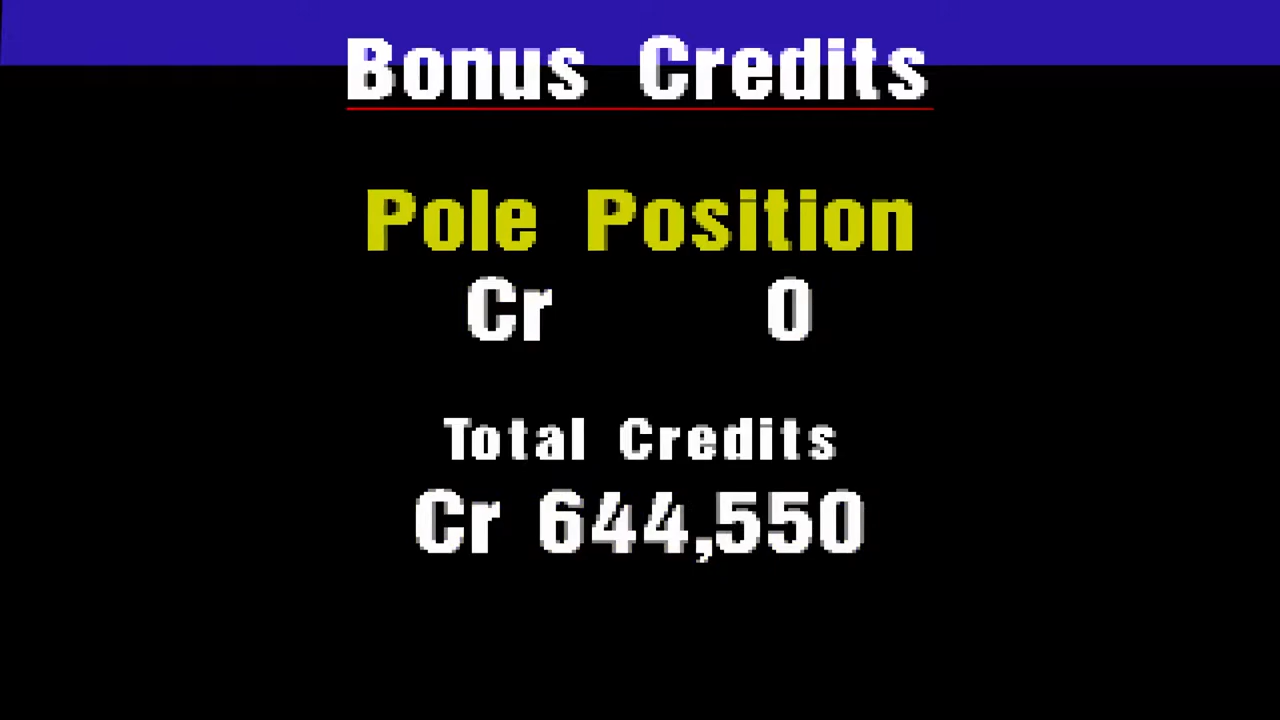 Bonus Credits
Pole Position
Cr 0
Total Credits
Cr 644,550